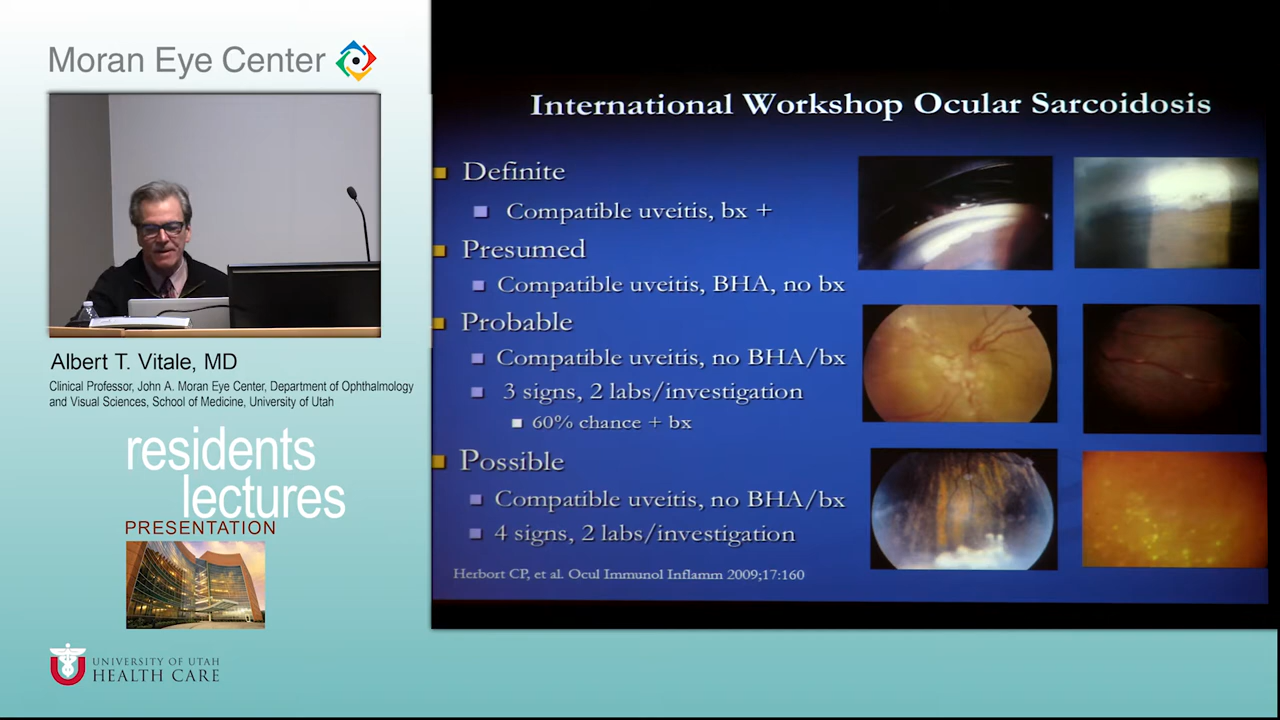 Moran Eye Center
Albert T. Vitale, MD
Clinical Professor, John A. Moran Eye Center, Department of Ophthalmology
and Visual Sciences, School of Medicine, University of Utah
residents
lectures
PRESENTATION
UNIVERSITY OF UTAH
HEALTH CARE
International Workshop Ocular Sarcoidosis
Definite
Compatible uveitis, bx +
Presumed
Compatible uveitis, BHA, no bx
Probable
Compatible uveitis, no BHA/bx
3 signs, 2 labs/investigation
60% chance + bx
Possible
Compatible uveitis, no BHA/bx
4 signs, 2 labs/investigation
Herbort CP, et al. Ocul Immunol Inflamm 2009;17:160